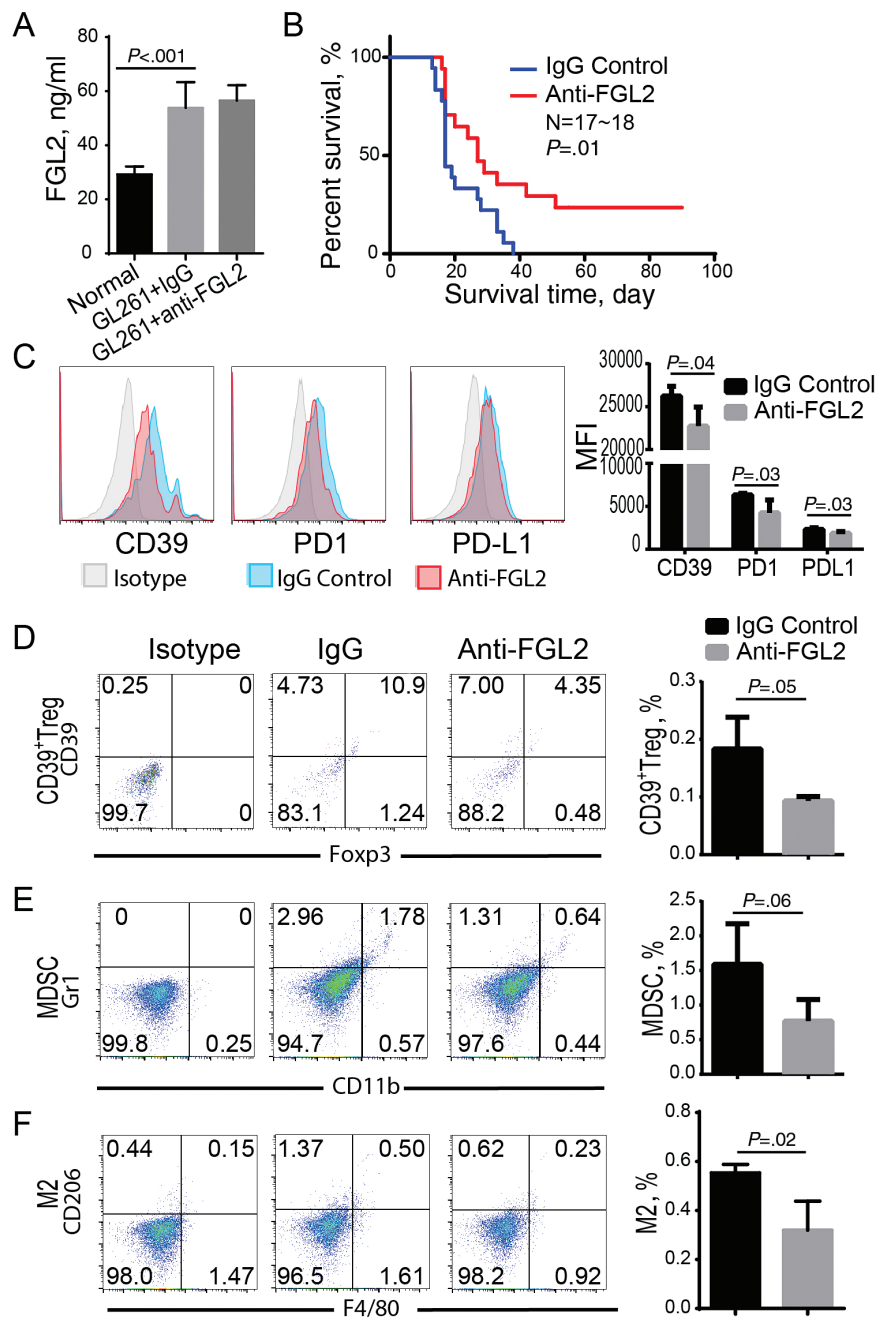 A
FGL2, ng/ml
80
60
40
20
0
P<.001
Normal
GL261+IgG
GL261+anti-FGL2
B
Percent survival, %
100
50
0
IgG Control
Anti-FGL2
N=17~18
P=.01
0 20 40 60 80 100
Survival time, day
C
CD39
PD1
PD-L1
Isotype
IgG Control
Anti-FGL2
MFI
30000
25000
20000
10000
5000
0
P=.04
P=.03
P=.03
IgG Control
Anti-FGL2
CD39 PD1 PDL1
D
Isotype
IgG
Anti-FGL2
CD39+Treg
CD39
0.25 0
99.7 0
4.73 10.9
83.1 1.24
7.00 4.35
88.2 0.48
Foxp3
IgG Control
Anti-FGL2
CD39+Treg, %
0.3
0.2
0.1
0.0
P=.05
E
MDSC
Gr1
0 0
99.8 0.25
2.96 1.78
94.7 0.57
1.31 0.64
97.6 0.44
CD11b
MDSC, %
2.5
2.0
1.5
1.0
0.5
0.0
P=.06
F
M2
CD206
0.44 0.15
98.0 1.47
1.37 0.50
96.5 1.61
0.62 0.23
98.2 0.92
F4/80
M2, %
0.8
0.6
0.4
0.2
0.0
P=.02